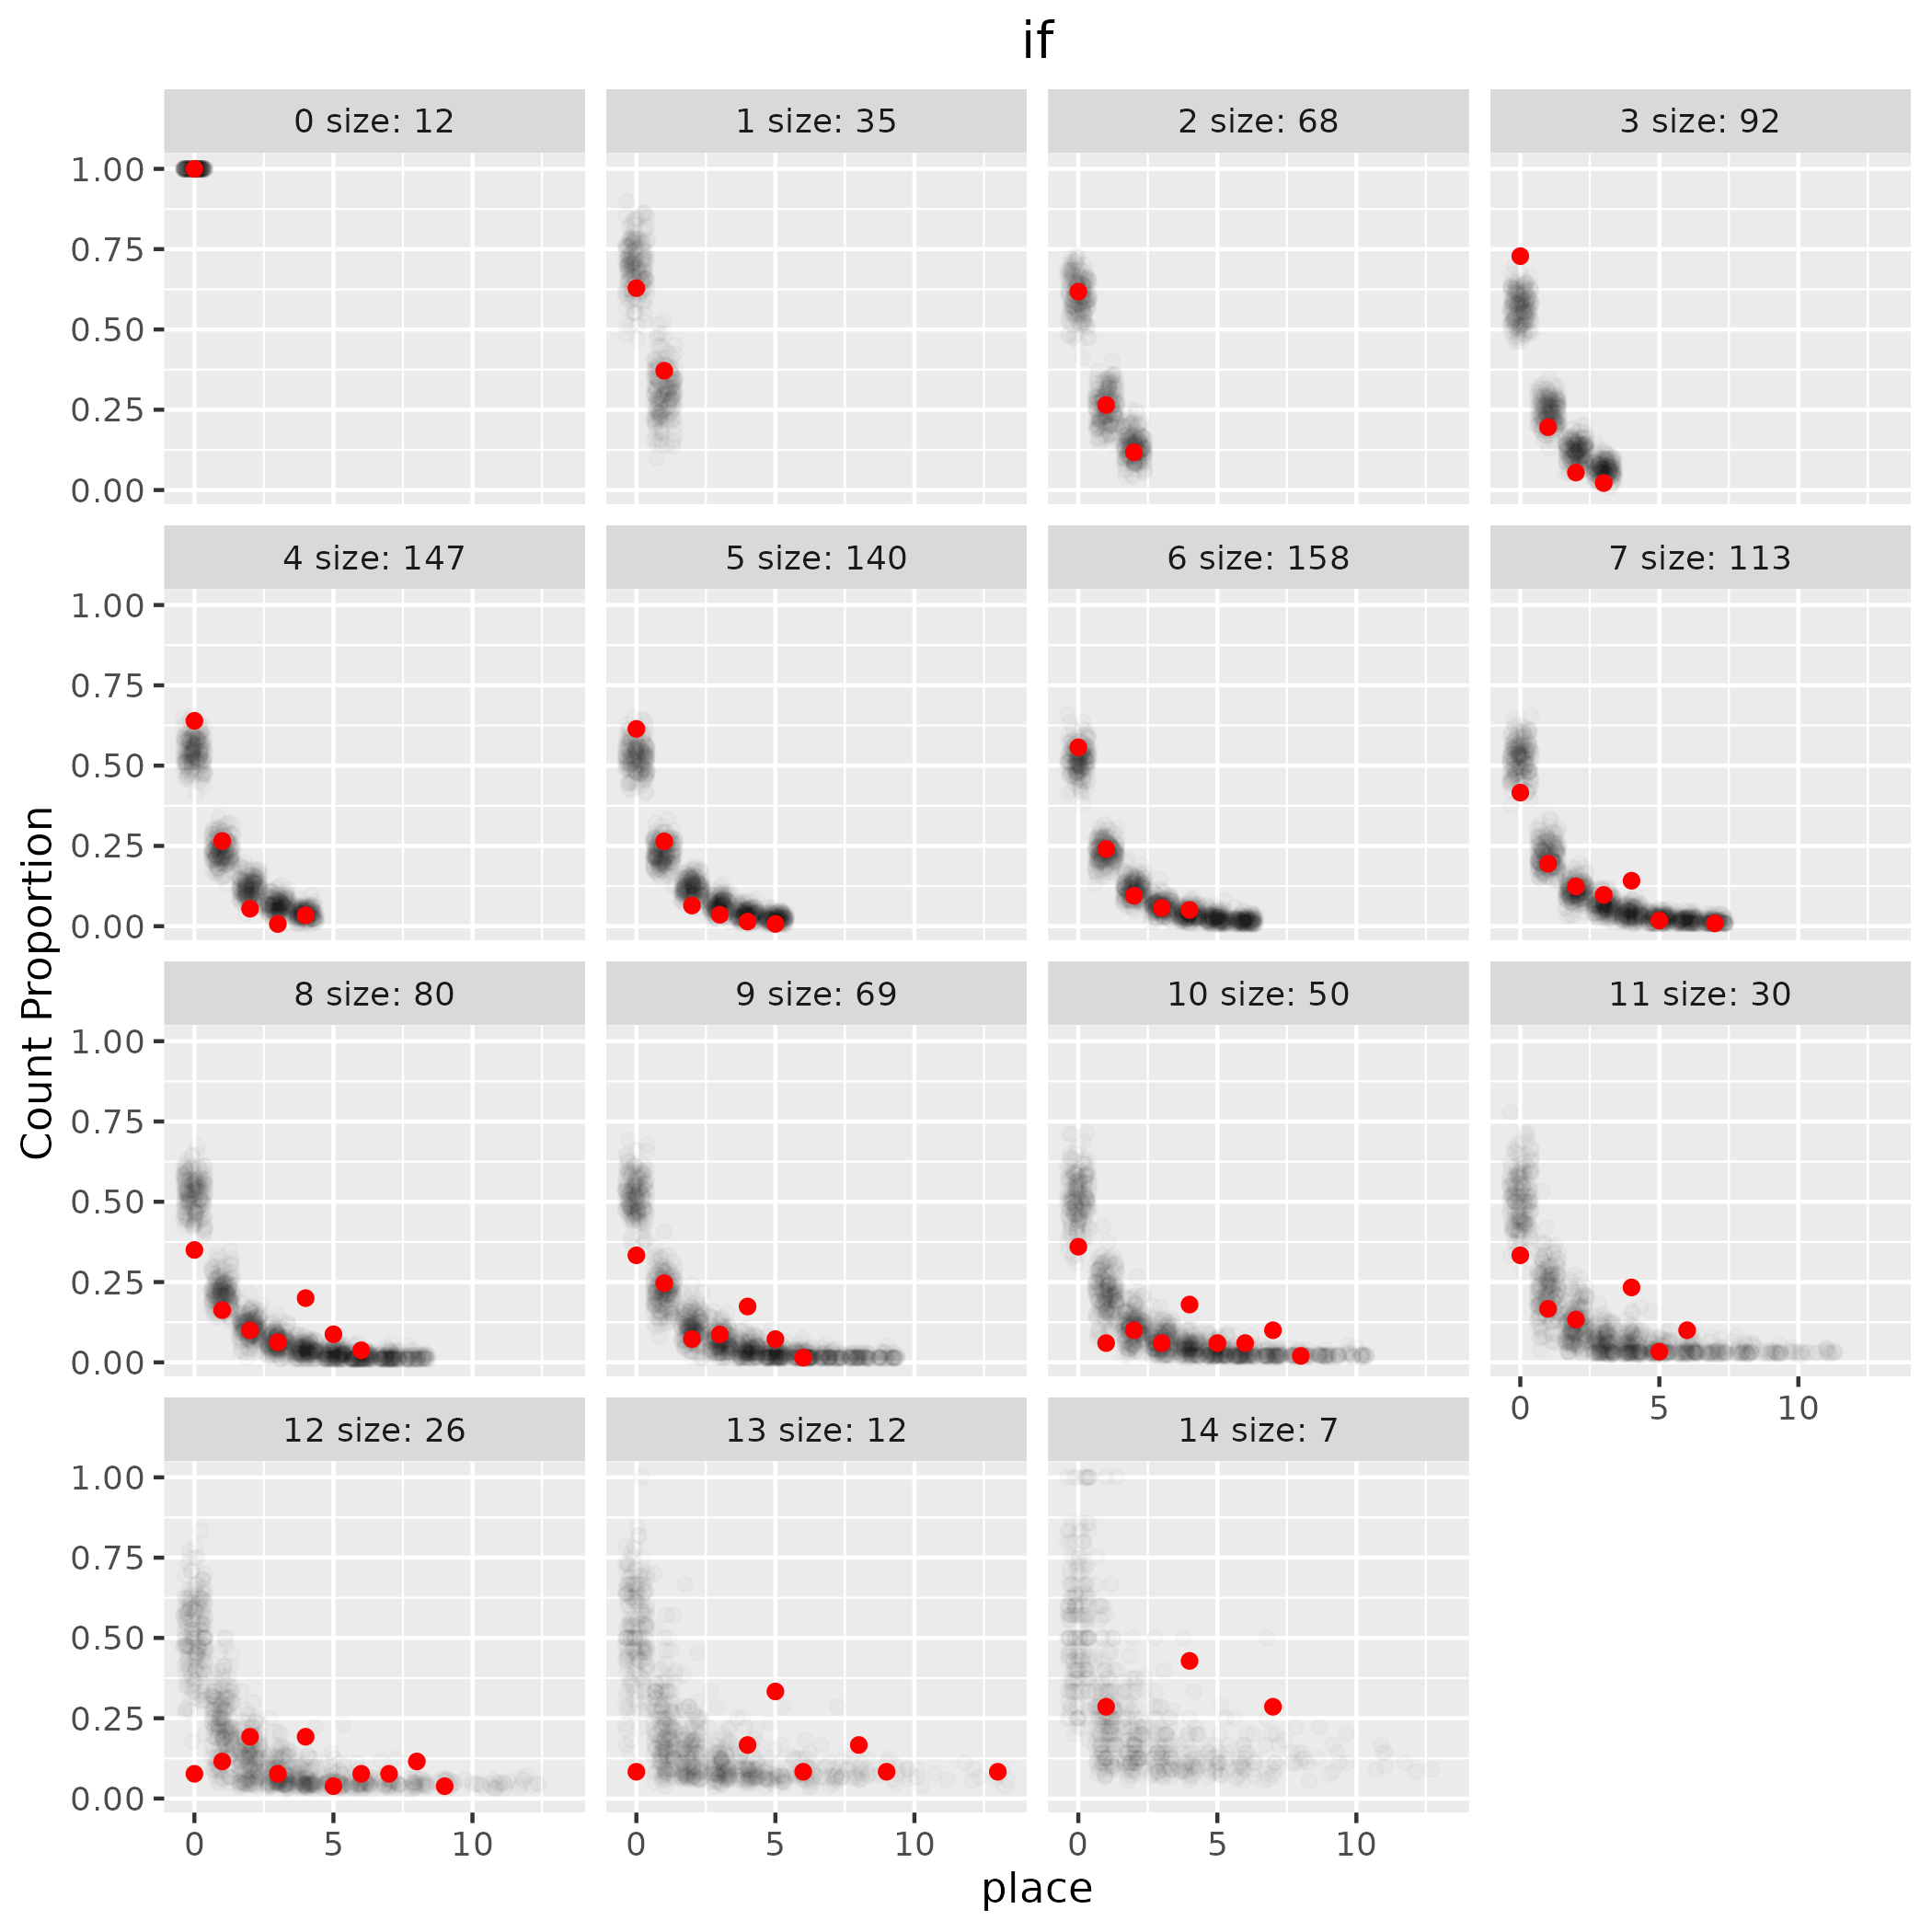 if
0 size: 12
1 size: 35
2 size: 68
3 size: 92
1.00
0.75
0.50
0.25
0.00
4 size: 147
5 size: 140
6 size: 158
7 size: 113
1.00
0.75
0.50
0.25
0.00
8 size: 80
9 size: 69
10 size: 50
11 size: 30
1.00
0.75
0.50
0.25
0.00
0 5 10
12 size: 26
13 size: 12
14 size: 7
1.00
0.75
0.50
0.25
0.00
0 5 10
0 5 10
0 5 10
place
Count Proportion